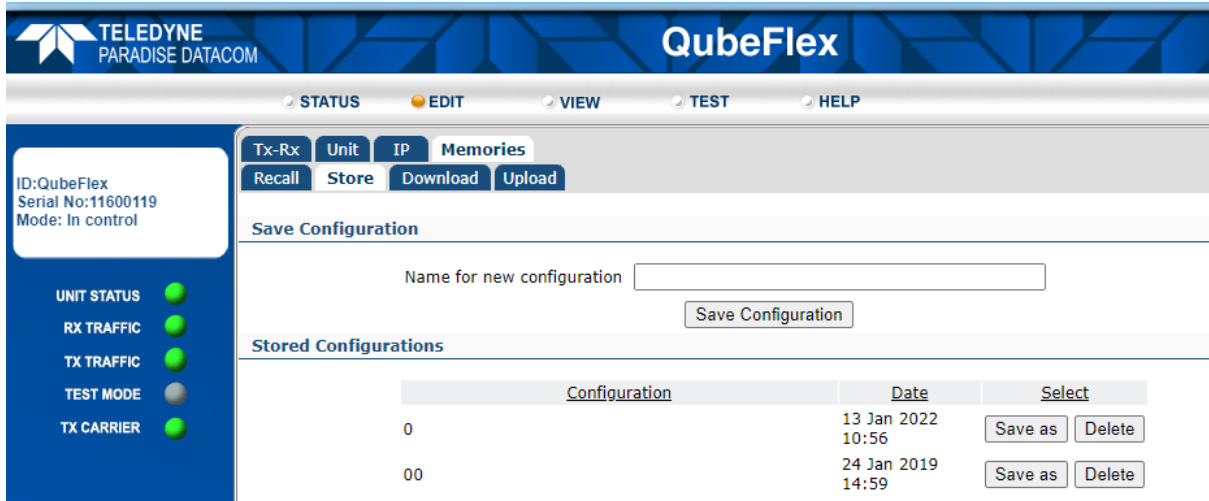 TELEDYNE
PARADISE DATACOM
QubeFlex
STATUS EDIT VIEW TEST HELP
ID:QubeFlex
Serial No:11600119
Mode: In control
UNIT STATUS
RX TRAFFIC
TX TRAFFIC
TEST MODE
TX CARRIER
Tx-Rx Unit IP Memories
Recall Store Download Upload
Save Configuration
Name for new configuration
Save Configuration
Stored Configurations
Configuration Date Select
0 13 Jan 2022 10:56 Save as Delete
00 24 Jan 2019 14:59 Save as Delete